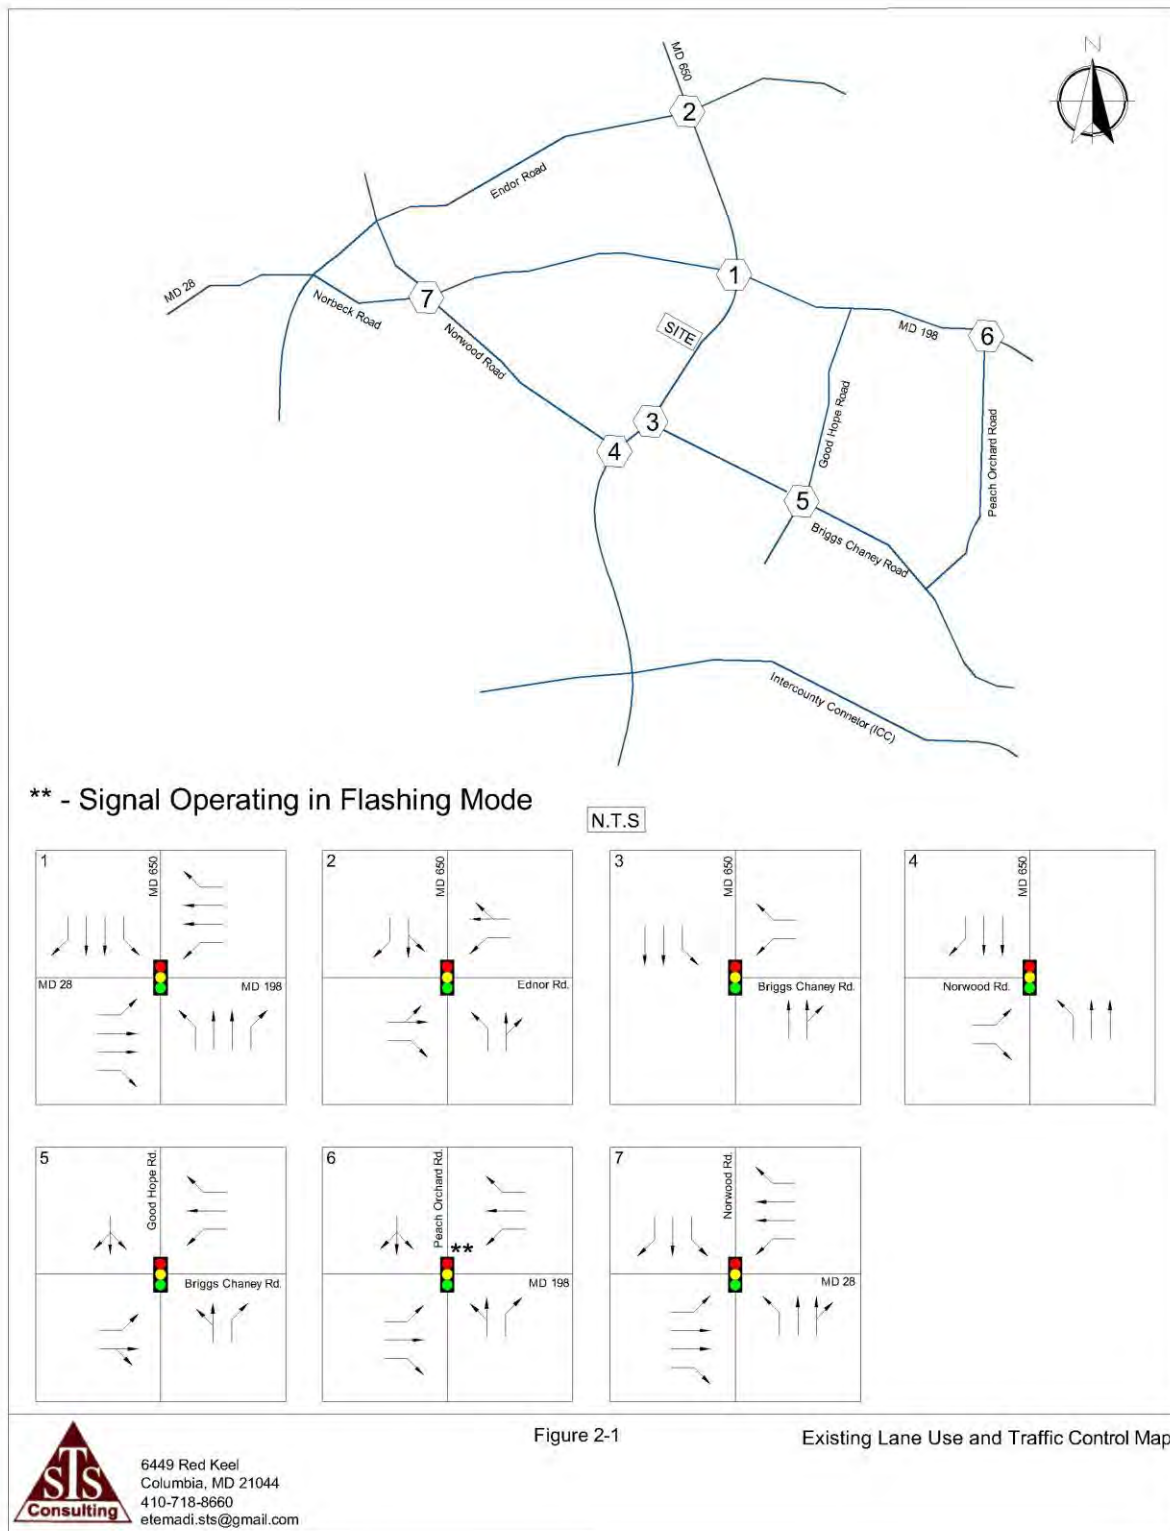 N
MD 650
2
Endor Road
1
MD 28
Norbeck Road
7
Norwood Road
SITE
MD 198
6
3
4
Good Hope Road
Peach Orchard Road
5
Briggs Chaney Road
Intercounty Connetor (ICC)
** - Signal Operating in Flashing Mode
N.T.S
1
MD 650
MD 28
MD 198
2
MD 650
Ednor Rd.
3
MD 650
Briggs Chaney Rd.
4
MD 650
Norwood Rd.
5
Good Hope Rd.
Briggs Chaney Rd.
6
Peach Orchard Rd.
**
MD 198
7
Norwood Rd.
MD 28
Figure 2-1
Existing Lane Use and Traffic Control Map
STS
Consulting
6449 Red Keel
Columbia, MD 21044
410-718-8660
etemadi.sts@gmail.com